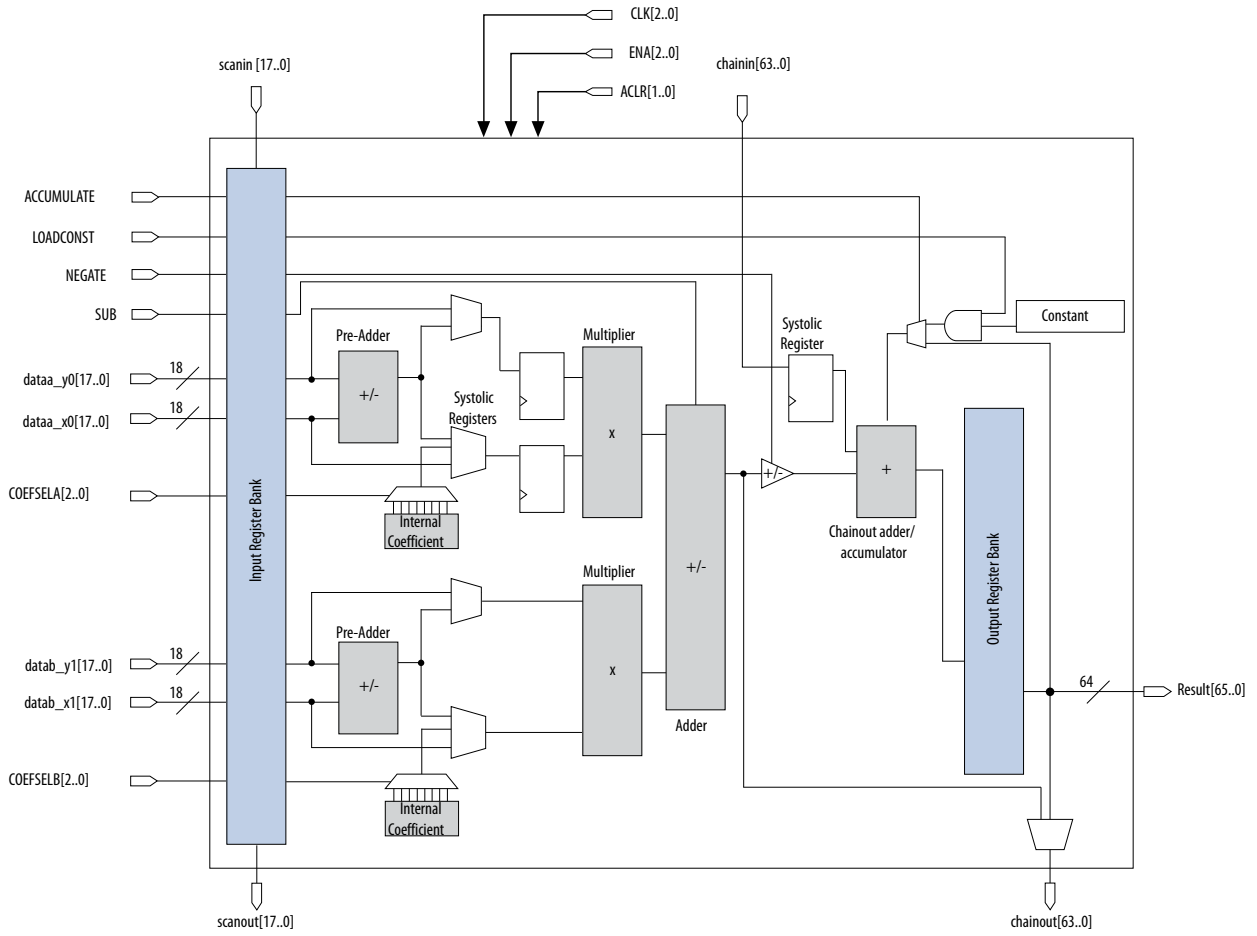 CLK[2..0]
ENA[2..0]
scanin [17..0]
chainin[63..0]
ACLR[1..0]
ACCUMULATE
LOADCONST
NEGATE
SUB
Constant
Systolic
Register
Pre-Adder
Multiplier
dataa_y0[17..0]
18
+/-
Systolic
Registers
dataa_x0[17..0]
18
x
+
+/-
COEFSELA[2..0]
Internal
Coefficient
Chainout adder/
accumulator
Input Register Bank
+/-
Output Register Bank
Multiplier
Pre-Adder
datab_y1[17..0]
18
+/-
x
datab_x1[17..0]
18
64
Result[65..0]
Adder
COEFSELB[2..0]
Internal
Coefficient
scanout[17..0]
chainout[63..0]